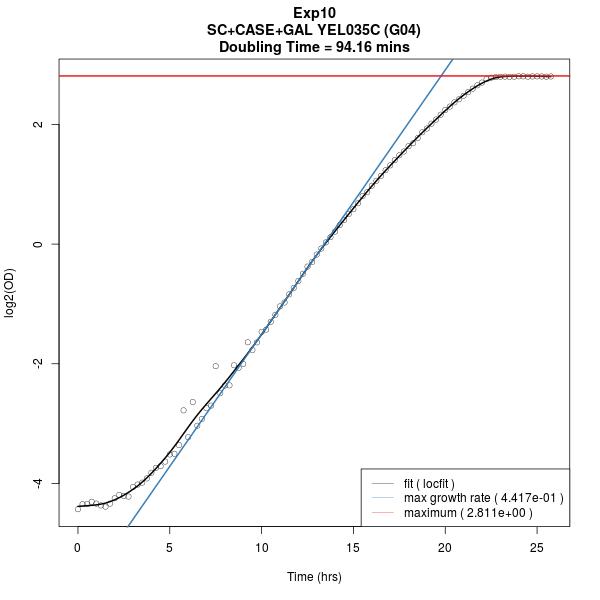 Exp10
SC+CASE+GAL YEL035C (G04)
Doubling Time = 94.16 mins
log2(OD)
2
0
-2
-4
fit ( locfit )
max growth rate ( 4.417e-01 )
maximum ( 2.811e+00 )
0 5 10 15 20 25
Time (hrs)